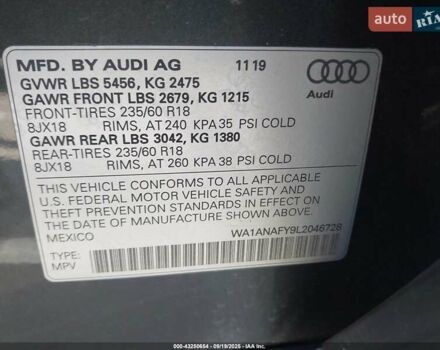 RIA.com
MFD. BY AUDI AG 11 19
GVWR LBS 5456, KG 2475
GAWR FRONT LBS 2679, KG 1215
FRONT-TIRES 235/60 R18
8JX18 RIMS, AT 240 KPA 35 PSI COLD
GAWR REAR LBS 3042, KG 1380
REAR-TIRES 235/60 R18
8JX18 RIMS, AT 260 KPA 38 PSI COLD
Audi
THIS VEHICLE CONFORMS TO ALL APPLICABLE
U.S. FEDERAL MOTOR VEHICLE SAFETY
AND THEFT PREVENTION STANDARDS IN EFFECT ON THE
DATE OF MANUFACTURE SHOWN ABOVE.
MEXICO WA1ANAFY9L2046728
TYPE:
MPV
000-43250654 | 09/19/2025 | IAA Inc.